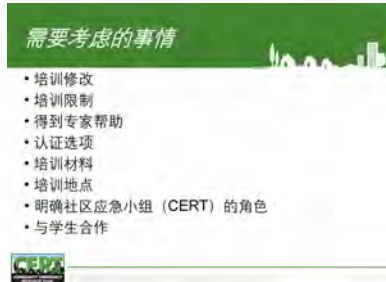 需要考虑的事情
• 培训修改
• 培训限制
• 得到专家帮助
• 认证选项
• 培训材料
• 培训地点
• 明确社区应急小组（CERT）的角色
• 与学生合作
CERT